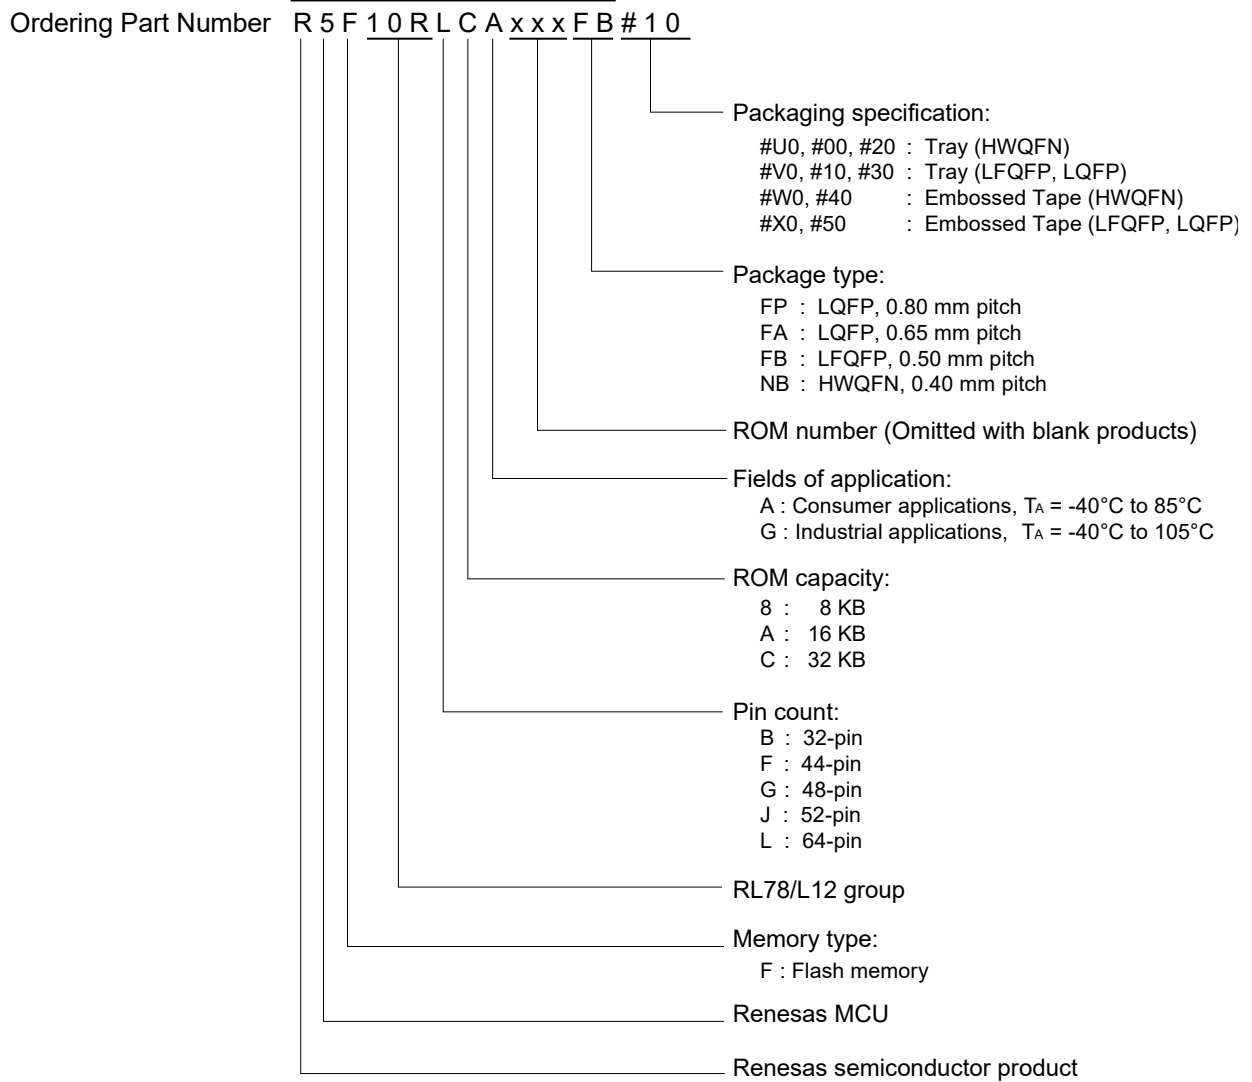 Ordering Part Number R 5 F 1 0 R L C A x x x F B # 1 0
Packaging specification:
#U0, #00, #20 : Tray (HWQFN)
#V0, #10, #30 : Tray (LFQFP, LQFP)
#W0, #40 : Embossed Tape (HWQFN)
#X0, #50 : Embossed Tape (LFQFP, LQFP)
Package type:
FP : LQFP, 0.80 mm pitch
FA : LQFP, 0.65 mm pitch
FB : LFQFP, 0.50 mm pitch
NB : HWQFN, 0.40 mm pitch
ROM number (Omitted with blank products)
Fields of application:
A : Consumer applications, TA = -40°C to 85°C
G : Industrial applications, TA = -40°C to 105°C
ROM capacity:
8 : 8 KB
A : 16 KB
C : 32 KB
Pin count:
B : 32-pin
F : 44-pin
G : 48-pin
J : 52-pin
L : 64-pin
RL78/L12 group
Memory type:
F : Flash memory
Renesas MCU
Renesas semiconductor product